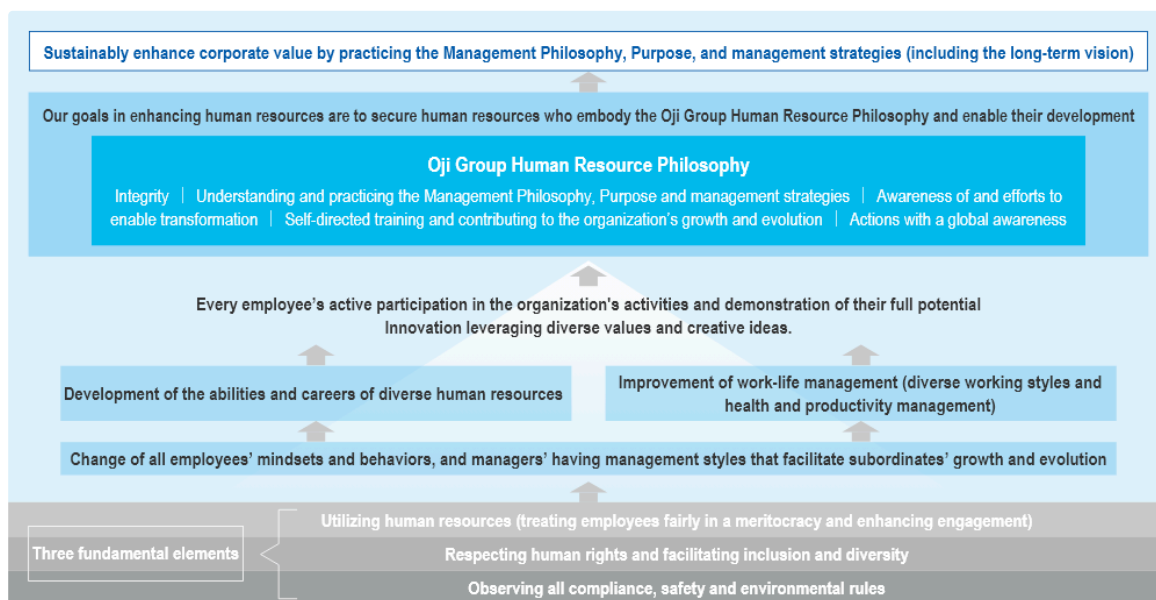 Sustainably enhance corporate value by practicing the Management Philosophy, Purpose, and management strategies (including the long-term vision)
Our goals in enhancing human resources are to secure human resources who embody the Oji Group Human Resource Philosophy and enable their development
Oji Group Human Resource Philosophy
Integrity | Understanding and practicing the Management Philosophy, Purpose and management strategies | Awareness of and efforts to
enable transformation | Self-directed training and contributing to the organization's growth and evolution | Actions with a global awareness
Every employee's active participation in the organization's activities and demonstration of their full potential
Innovation leveraging diverse values and creative ideas.
Development of the abilities and careers of diverse human resources
Improvement of work-life management (diverse working styles and
health and productivity management)
Change of all employees' mindsets and behaviors, and managers' having management styles that facilitate subordinates' growth and evolution
Three fundamental elements
Utilizing human resources (treating employees fairly in a meritocracy and enhancing engagement)
Respecting human rights and facilitating inclusion and diversity
Observing all compliance, safety and environmental rules